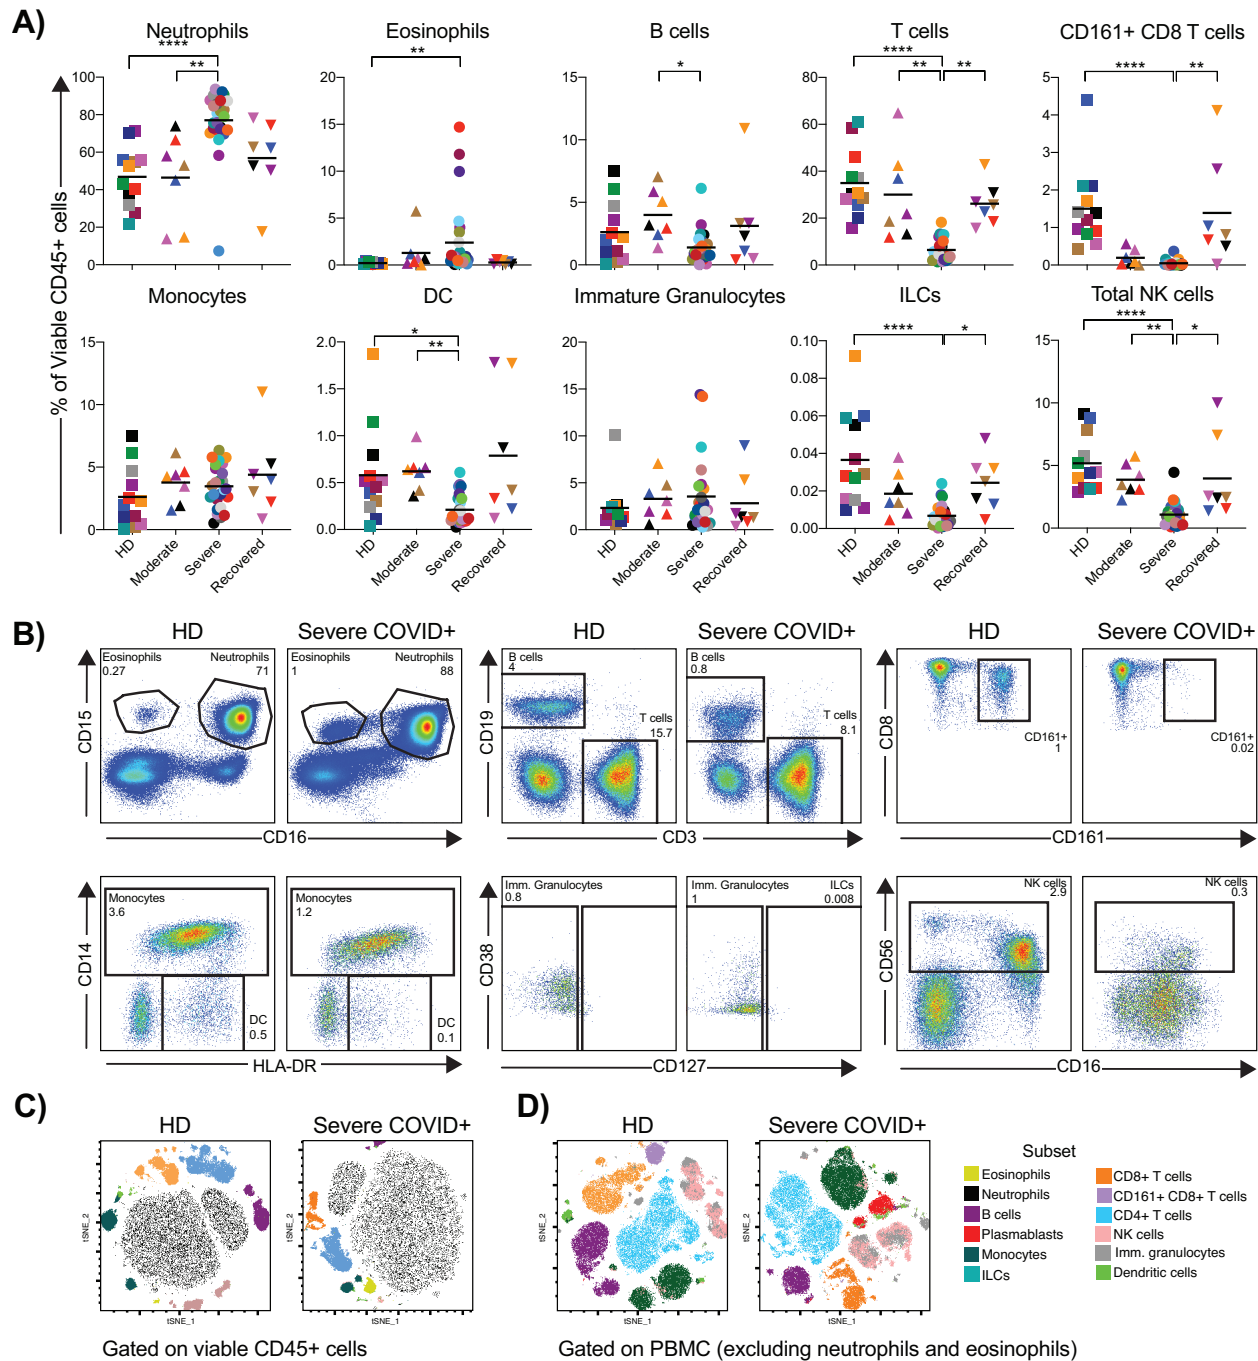 A)
Neutrophils
Eosinophils
B cells
T cells
CD161+ CD8 T cells
% of Viable CD45+ cells
****
**
100
80
60
40
20
0
**
20
15
10
5
0
*
15
10
5
0
****
** **
80
60
40
20
0
**** **
5
4
3
2
1
0
Monocytes
DC
Immature Granulocytes
ILCs
Total NK cells
15
10
5
0
HD
Moderate
Severe
Recovered
*
**
2.0
1.5
1.0
0.5
0.0
HD
Moderate
Severe
Recovered
30
20
10
0
HD
Moderate
Severe
Recovered
**** *
0.10
0.08
0.06
0.04
0.02
0.00
HD
Moderate
Severe
Recovered
****
** *
15
10
5
0
HD
Moderate
Severe
Recovered
B)
HD
Severe COVID+
HD
Severe COVID+
HD
Severe COVID+
CD15
Eosinophils
0.27
Neutrophils
71
Eosinophils
1
Neutrophils
88
CD16
CD19
B cells
4
T cells
15.7
B cells
0.8
T cells
8.1
CD3
CD8
CD161+
1
CD161+
0.02
CD161
CD14
Monocytes
3.6
DC
0.5
Monocytes
1.2
DC
0.1
HLA-DR
CD38
Imm. Granulocytes
0.8
Imm. Granulocytes
1
ILCs
0.008
CD127
CD56
NK cells
2.9
NK cells
0.3
CD16
C)
HD
Severe COVID+
tSNE_2
tSNE_1
tSNE_2
tSNE_1
Gated on viable CD45+ cells
D)
HD
Severe COVID+
tSNE_2
tSNE_1
tSNE_2
tSNE_1
Gated on PBMC (excluding neutrophils and eosinophils)
Subset
Eosinophils
Neutrophils
B cells
Plasmablasts
Monocytes
ILCs
CD8+ T cells
CD161+ CD8+ T cells
CD4+ T cells
NK cells
Imm. granulocytes
Dendritic cells